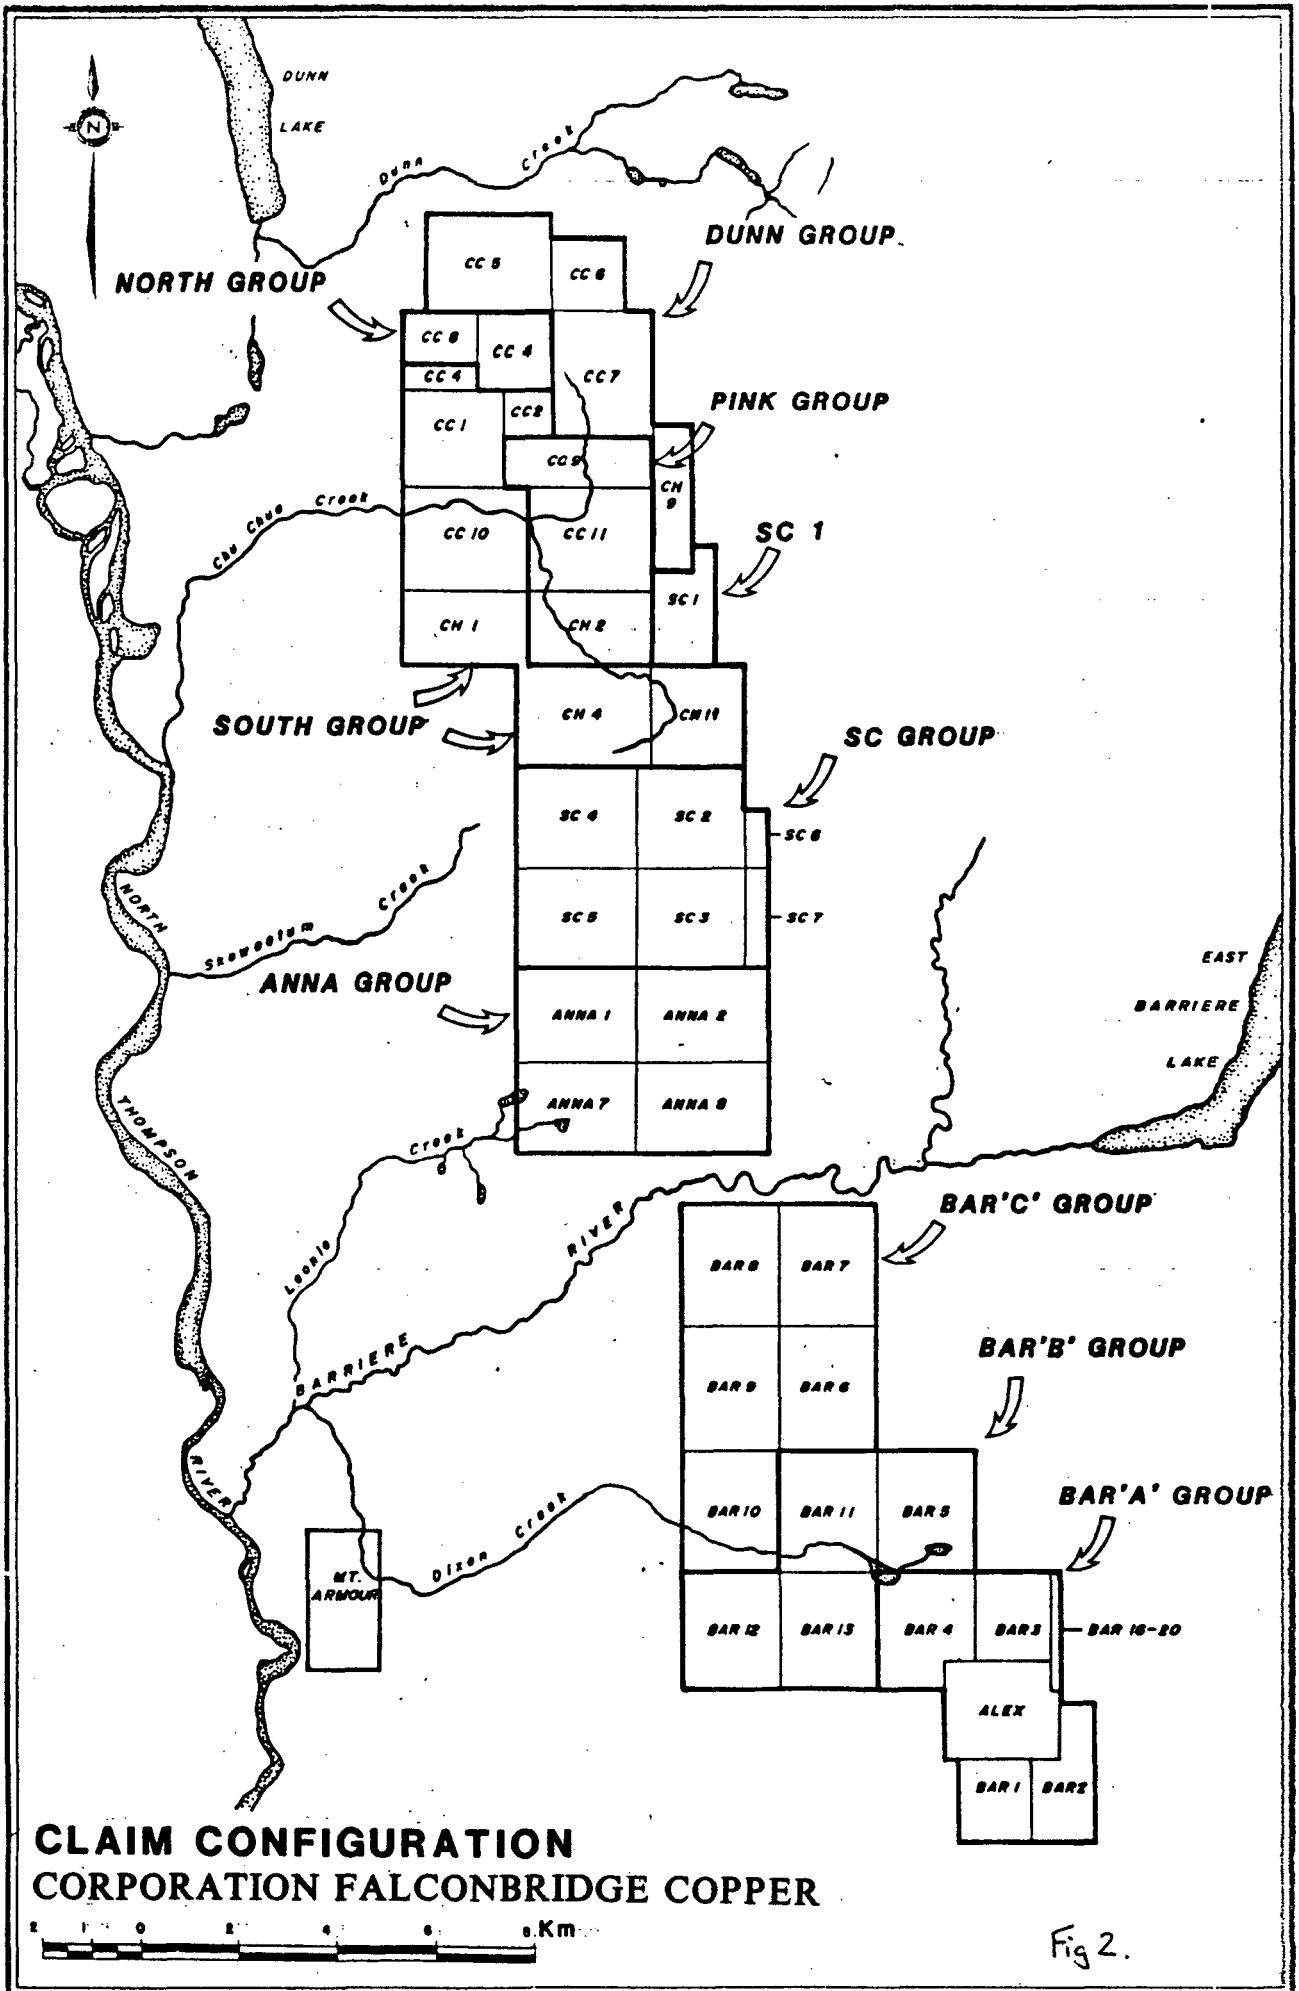 DUNN
LAKE
N
Dunn Creek
DUNN GROUP
NORTH GROUP
CC 5
CC 6
CC 8
CC 4
CC 4
CC 7
PINK GROUP
CC 1
CC 2
CC 9
CH
9
Chu Chua Creek
CC 10
CC 11
SC 1
SC 1
CH 1
CH 2
SOUTH GROUP
CH 4
CH 11
SC GROUP
SC 4
SC 2
SC 6
NORTH
Skowootum Creek
SC 5
SC 3
SC 7
ANNA GROUP
EAST
BARRIERE
LAKE
ANNA 1
ANNA 2
THOMPSON
ANNA 7
ANNA 8
Leonie Creek
BAR 'C' GROUP
BARRIERE RIVER
BAR 8
BAR 7
BAR 'B' GROUP
BAR 9
BAR 6
RIVER
BAR 'A' GROUP
BAR 10
BAR 11
BAR 5
Dixon Creek
MT.
ARMOUR
BAR 12
BAR 13
BAR 4
BAR 3
BAR 16-20
ALEX
BAR 1
BAR 2
CLAIM CONFIGURATION
CORPORATION FALCONBRIDGE COPPER
2 1 0 2 4 6 8 Km
Fig 2.